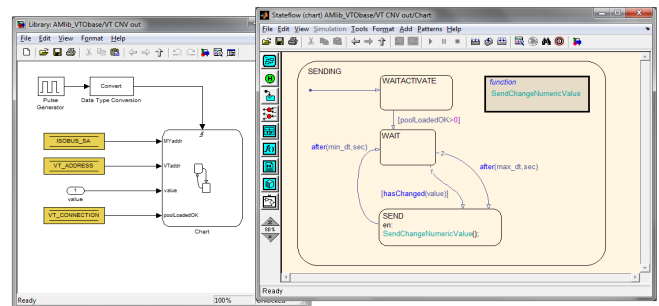 Library: AMlib_VTObase/VT CNV out
File Edit View Format Help
Pulse
Generator
Convert
Data Type Conversion
ISOBUS_SA
MYaddr
VT_ADDRESS
VTaddr
1
value
value
VT_CONNECTION
poolLoadedOK
Chart
Ready
100%
Unlocked
Stateflow (chart) AMlib_VTObase/VT CNV out/Chart
File Edit View Simulation Tools Format Add Patterns Help
SENDING
WAITACTIVATE
function
SendChangeNumericValue
[poolLoadedOK>0]
WAIT
after(min_dt,sec)
2
1
after(max_dt,sec)
[hasChanged(value)]
SEND
en:
SendChangeNumericValue();
88%
Ready